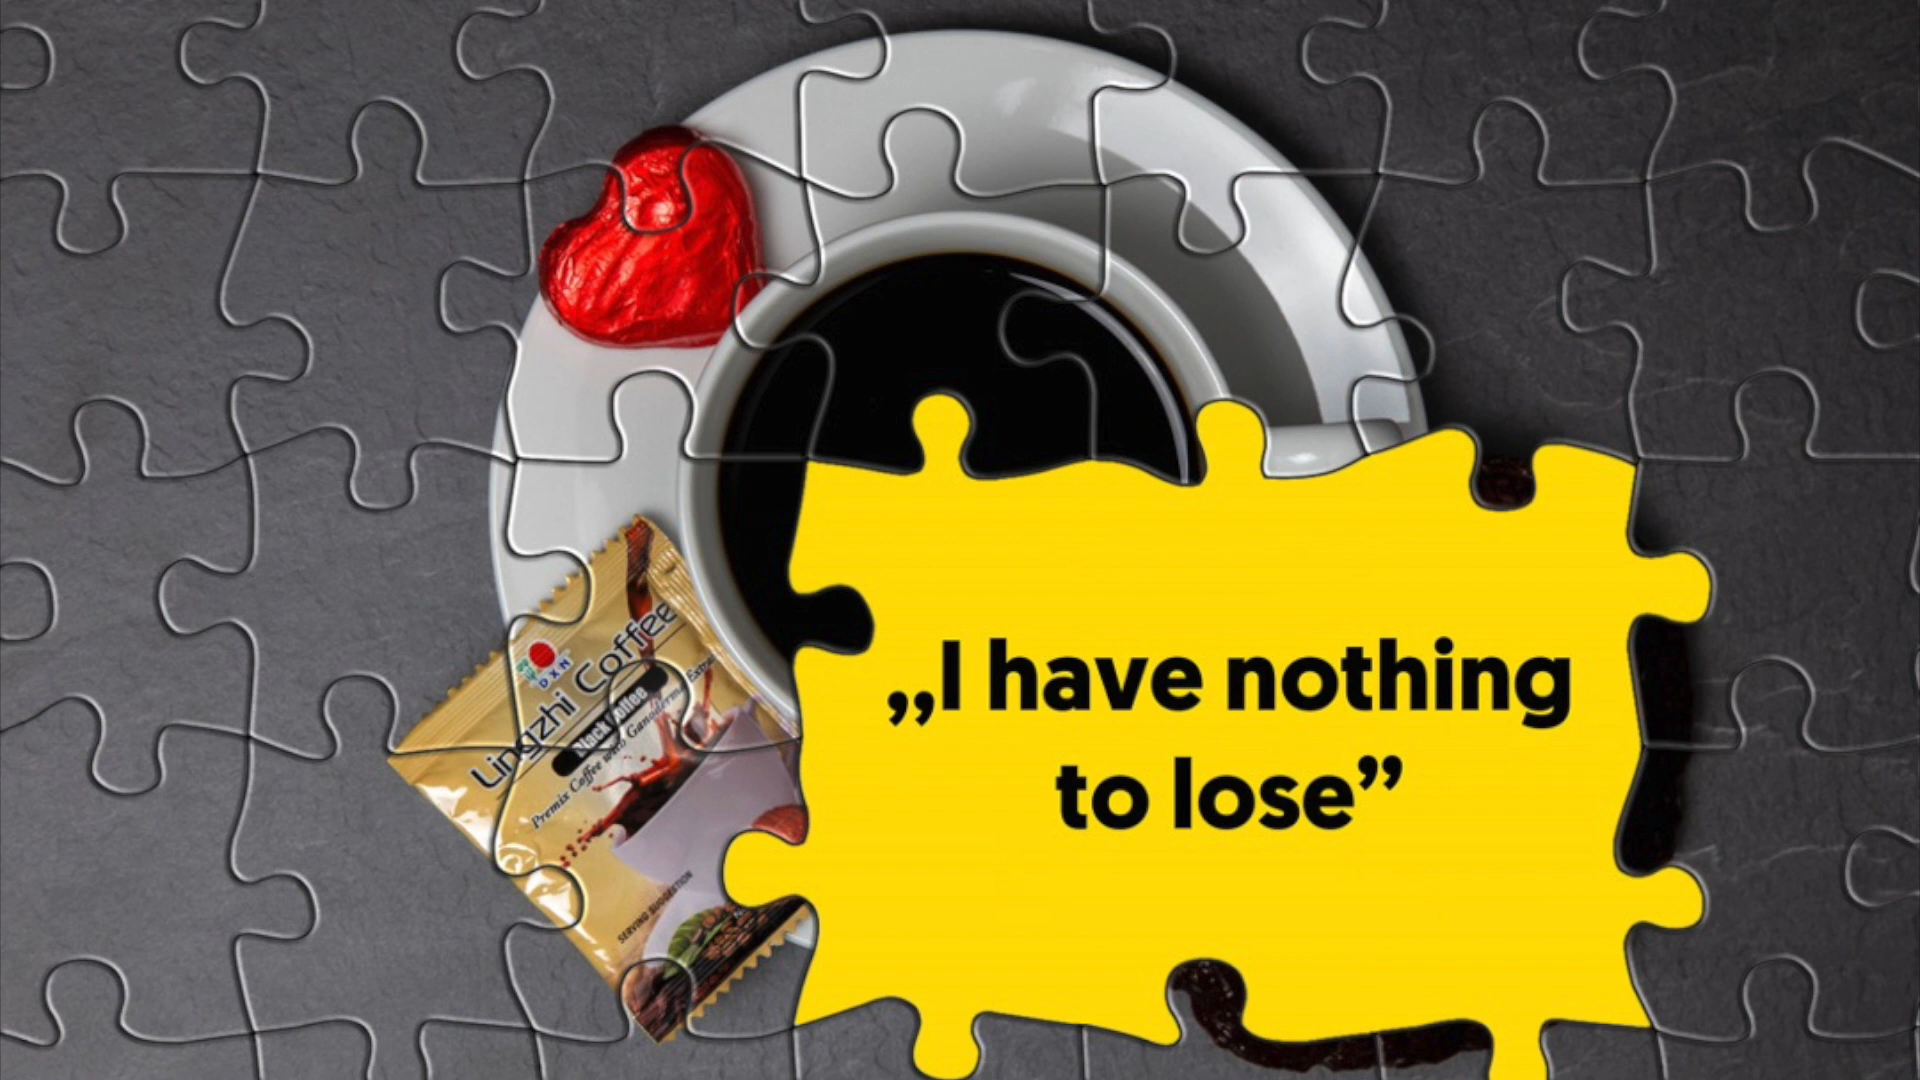 DXN
Lingzhi Coffee
Black Coffee
Premix Coffee with Ganoderma Extract
SERVING SUGGESTION
„I have nothing
to lose”